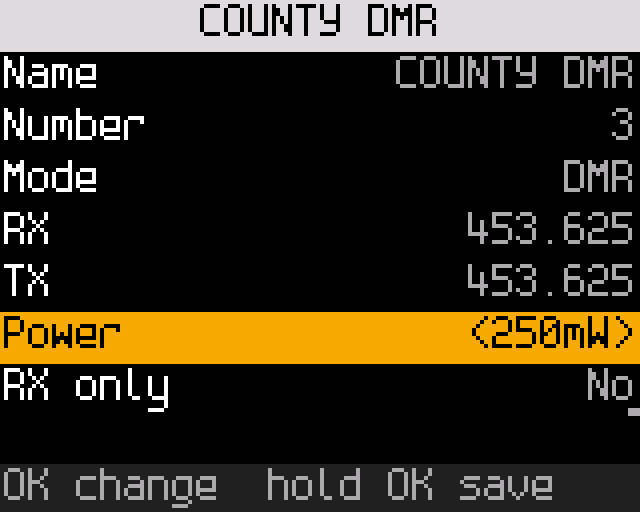 COUNTY DMR
Name COUNTY DMR
Number 3
Mode DMR
RX 453.625
TX 453.625
Power <250mW>
RX only No
OK change hold OK save